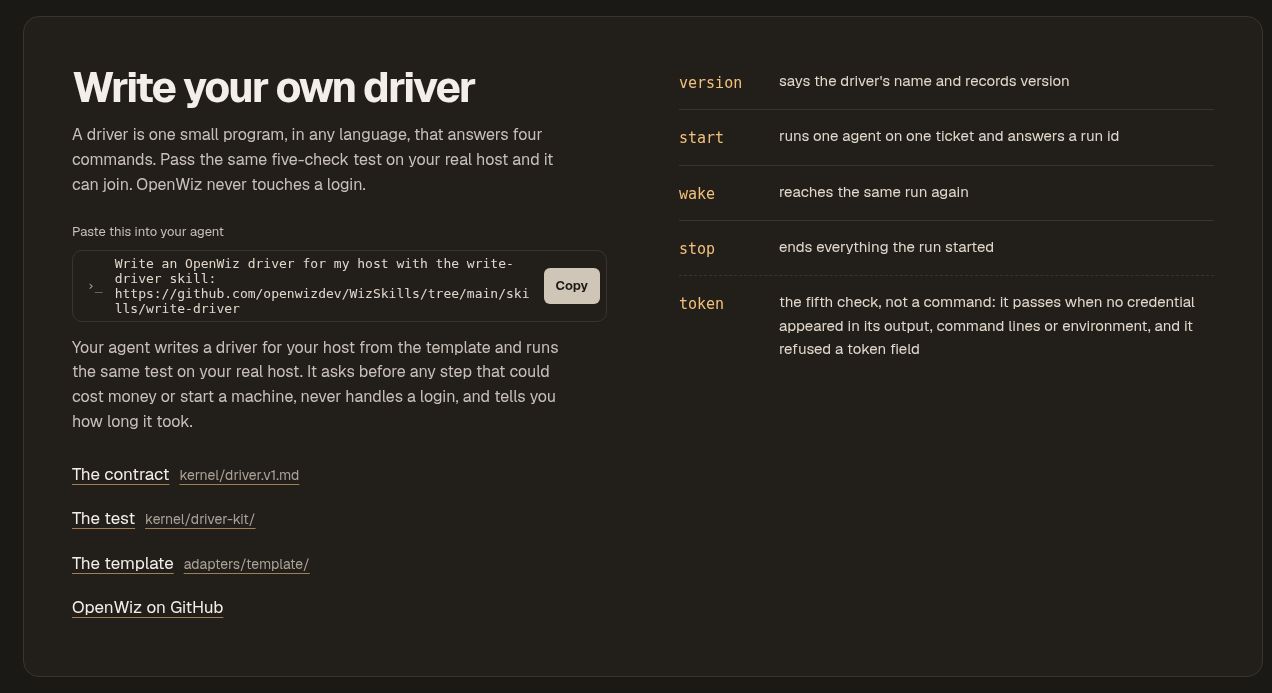 Write your own driver
A driver is one small program, in any language, that answers four
commands. Pass the same five-check test on your real host and it
can join. OpenWiz never touches a login.
Paste this into your agent
›_
Write an OpenWiz driver for my host with the write-
driver skill:
https://github.com/openwizdev/WizSkills/tree/main/ski
lls/write-driver
Copy
Your agent writes a driver for your host from the template and runs
the same test on your real host. It asks before any step that could
cost money or start a machine, never handles a login, and tells you
how long it took.
The contract kernel/driver.v1.md
The test kernel/driver-kit/
The template adapters/template/
OpenWiz on GitHub
version says the driver's name and records version
start runs one agent on one ticket and answers a run id
wake reaches the same run again
stop ends everything the run started
token the fifth check, not a command: it passes when no credential
appeared in its output, command lines or environment, and it
refused a token field